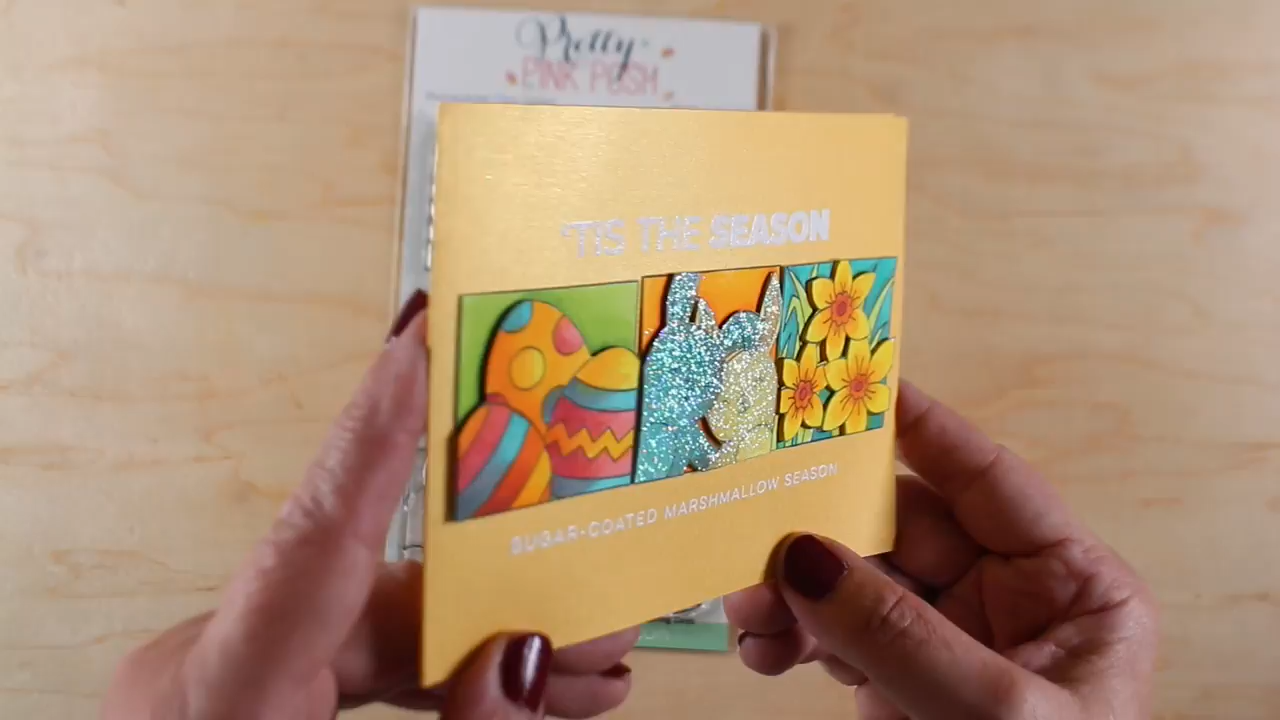 Pretty
PINK POSH
'TIS THE SEASON
SUGAR-COATED MARSHMALLOW SEASON